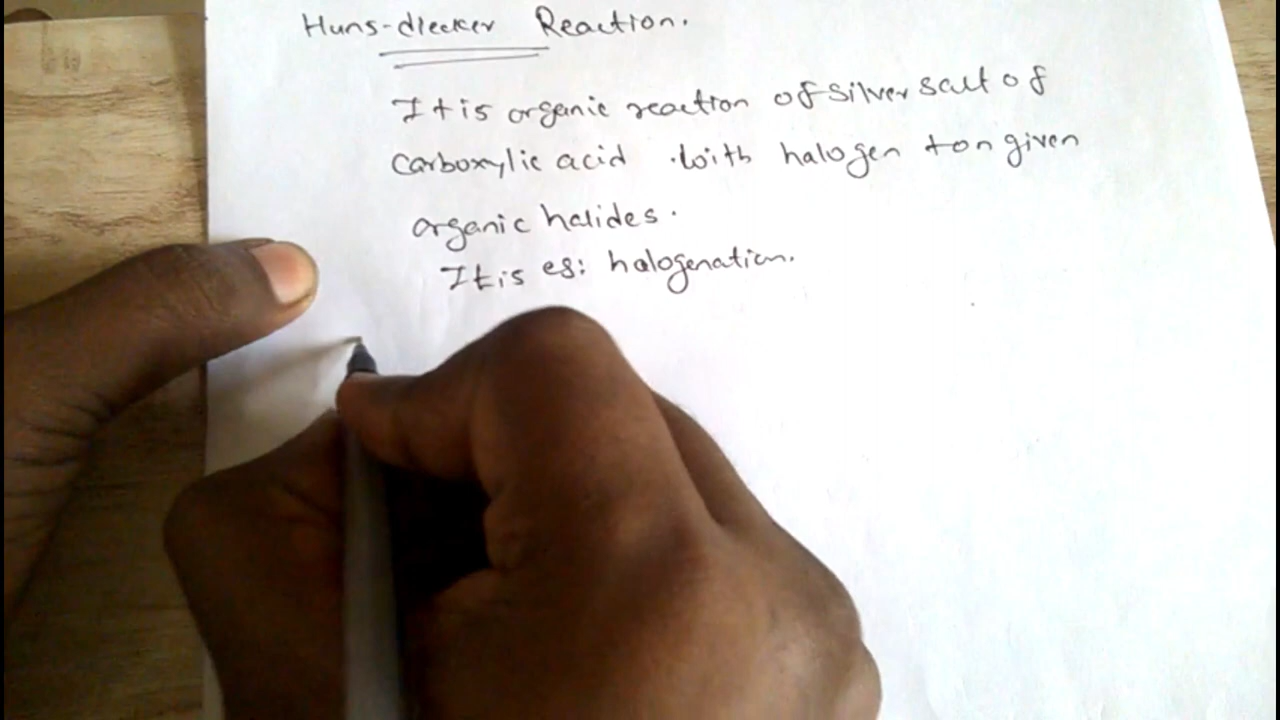 Huns-diecker Reaction.
It is organic reaction of silver salt of
carboxylic acid with halogen ton given
organic halides.
It is eg: halogenation.